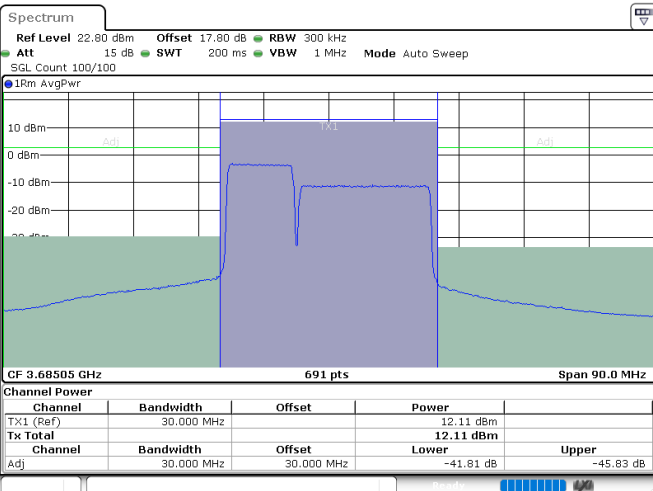 Spectrum
Ref Level 22.80 dBm Offset 17.80 dB RBW 300 kHz
Att 15 dB SWT 200 ms VBW 1 MHz Mode Auto Sweep
SGL Count 100/100
1Rm AvgPwr
10 dBm
TX1
Adj Adj
0 dBm
-10 dBm
-20 dBm
-30 dBm
CF 3.68505 GHz 691 pts Span 90.0 MHz
Channel Power
Channel Bandwidth Offset Power
TX1 (Ref) 30.000 MHz 12.11 dBm
Tx Total 12.11 dBm
Channel Bandwidth Offset Lower Upper
Adj 30.000 MHz 30.000 MHz -41.81 dB -45.83 dB
Ready